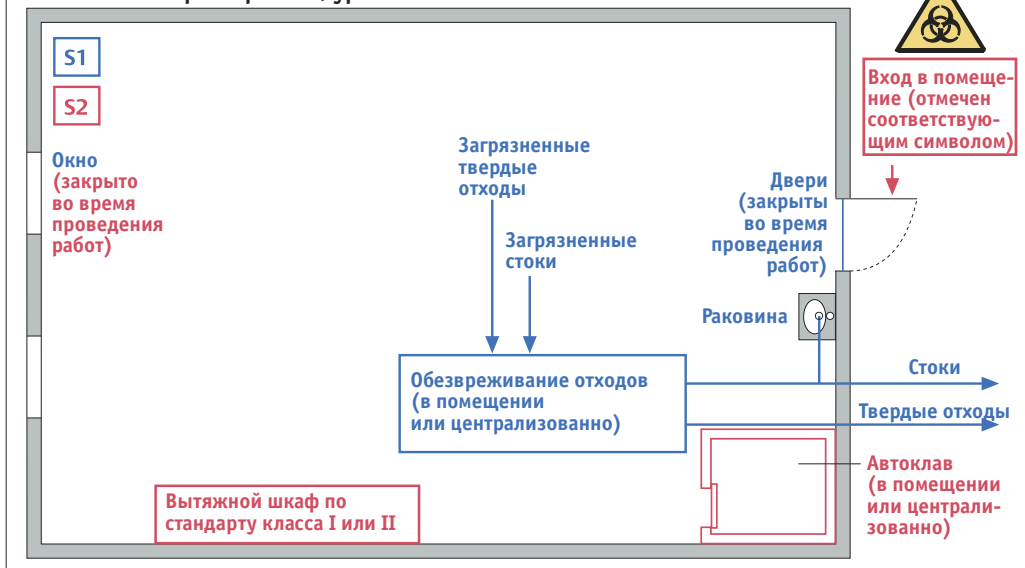 S1
S2
Окно
(закрыто
во время
проведения
работ)
Загрязненные
твердые
отходы
Загрязненные
стоки
Двери
(закрыты
во время
проведения
работ)
Вход в помеще-
ние (отмечен
соответствую-
щим символом)
Раковина
Обезвреживание отходов
(в помещении
или централизованно)
Стоки
Твердые отходы
Автоклав
(в помещении
или централи-
зованно)
Вытяжной шкаф по
стандарту класса I или II